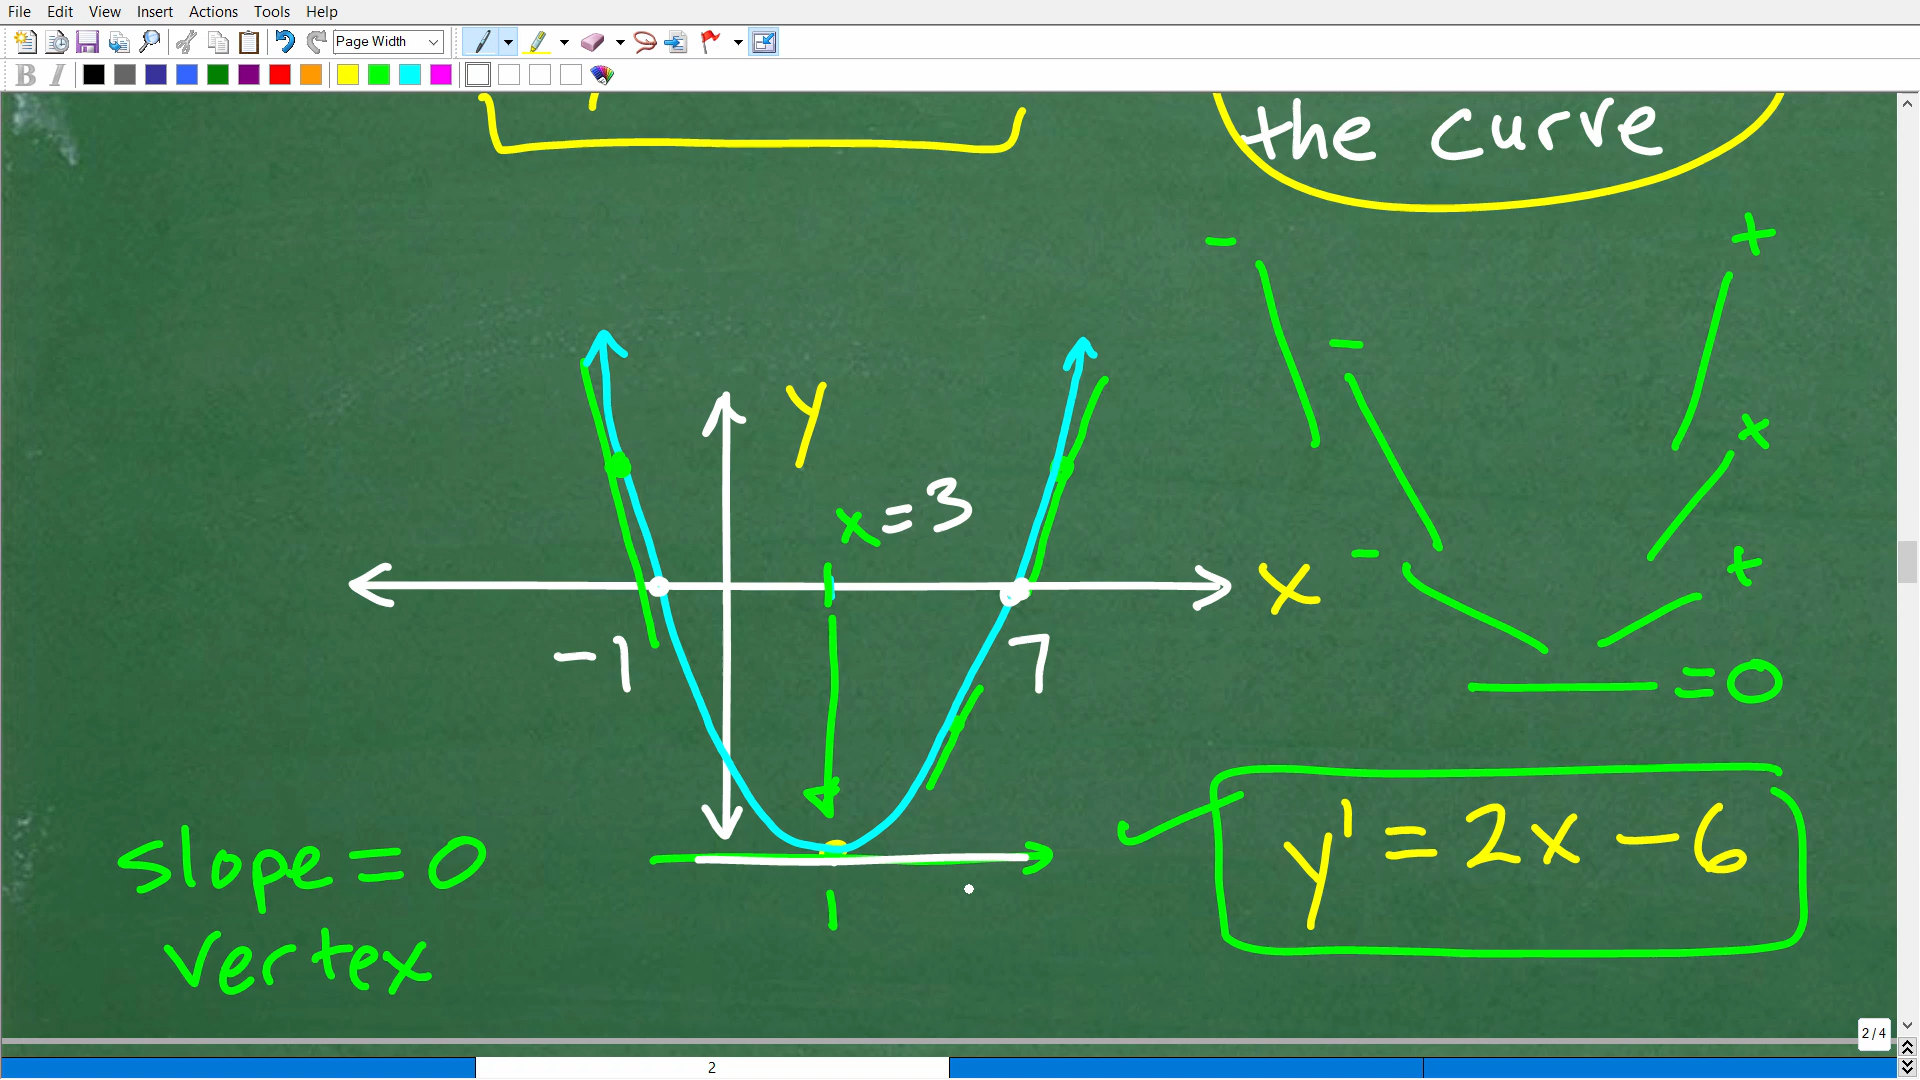 File Edit View Insert Actions Tools Help
Page Width
B I
the curve
- +
-
y
x
x = 3
- +
x
-1
7
= 0
y' = 2x - 6
slope = 0
vertex
2 / 4
2